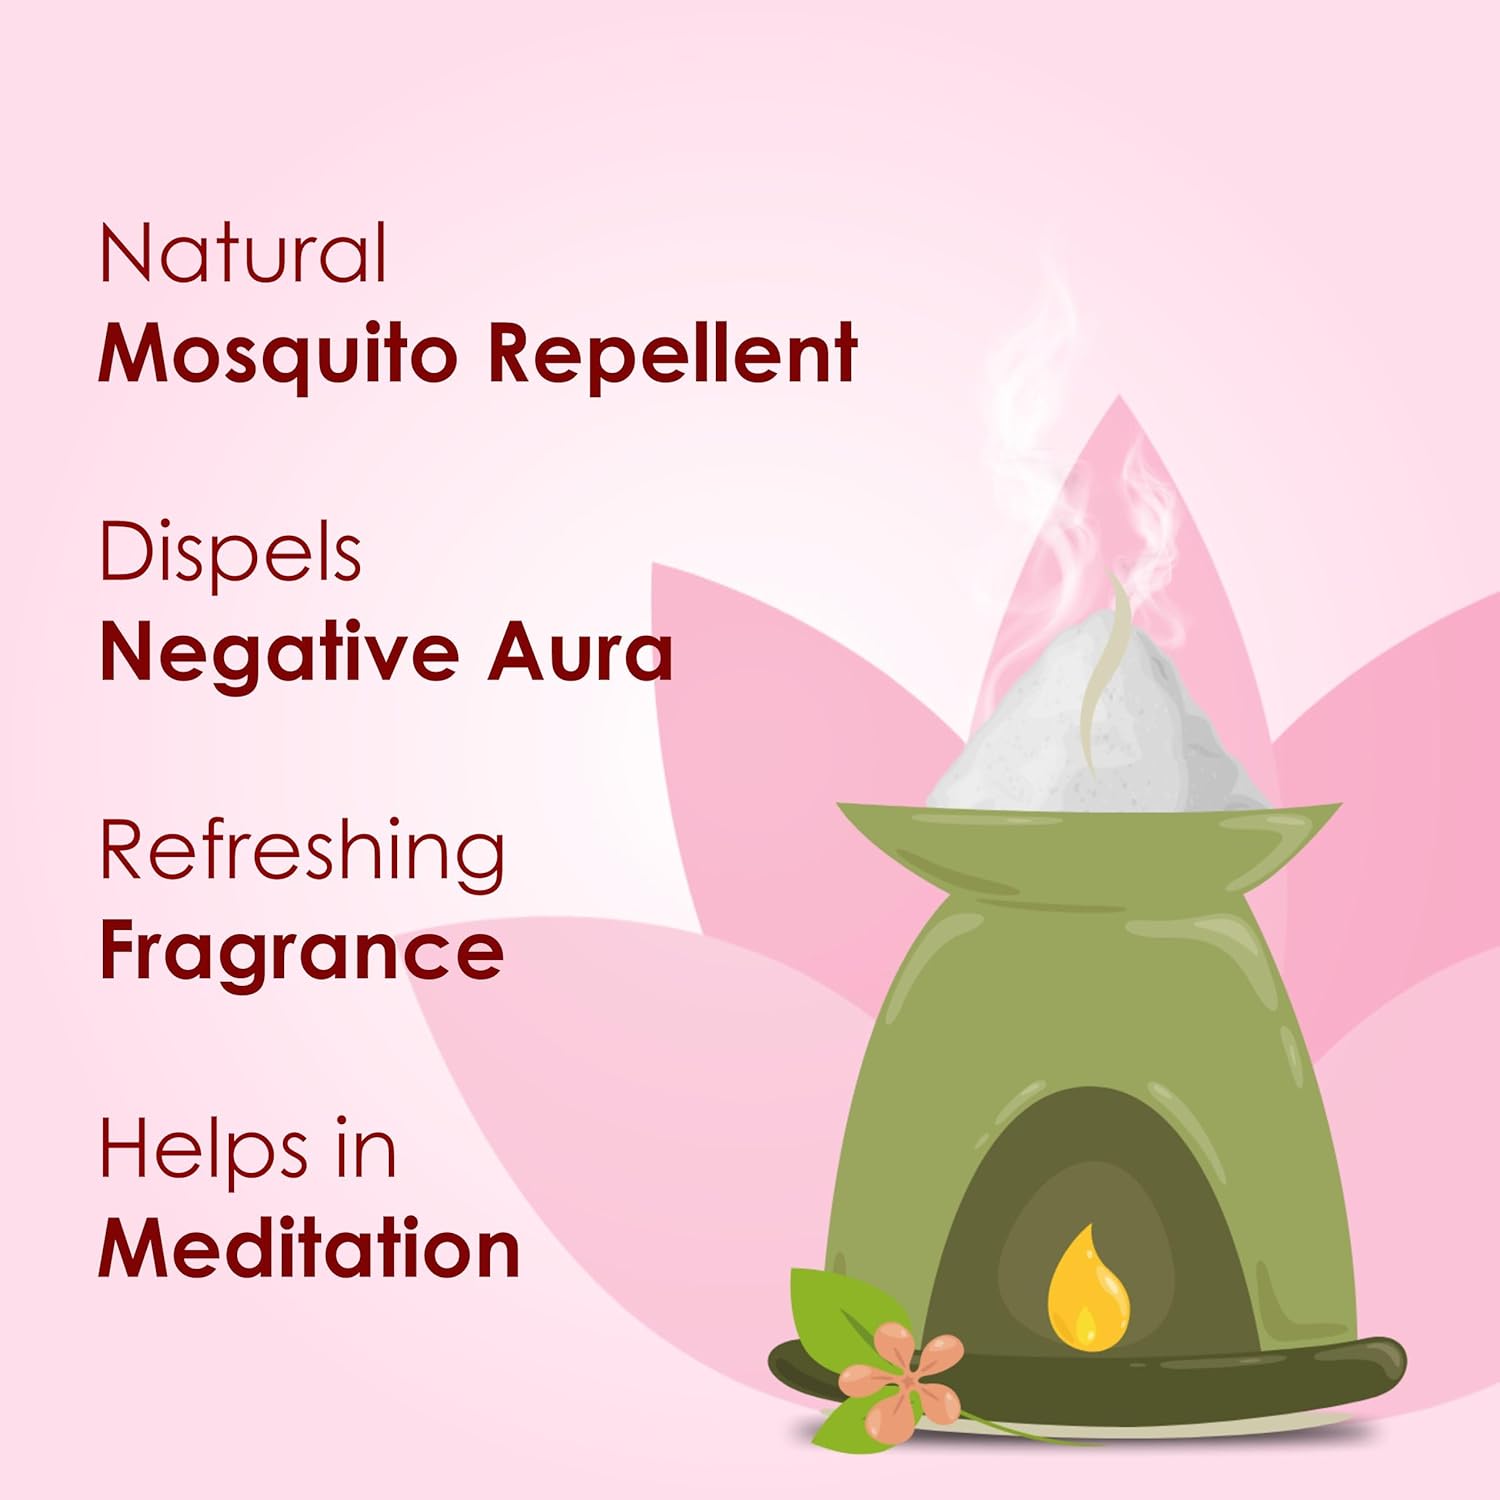 Natural
Mosquito Repellent
Dispels
Negative Aura
Refreshing
Fragrance
Helps in
Meditation